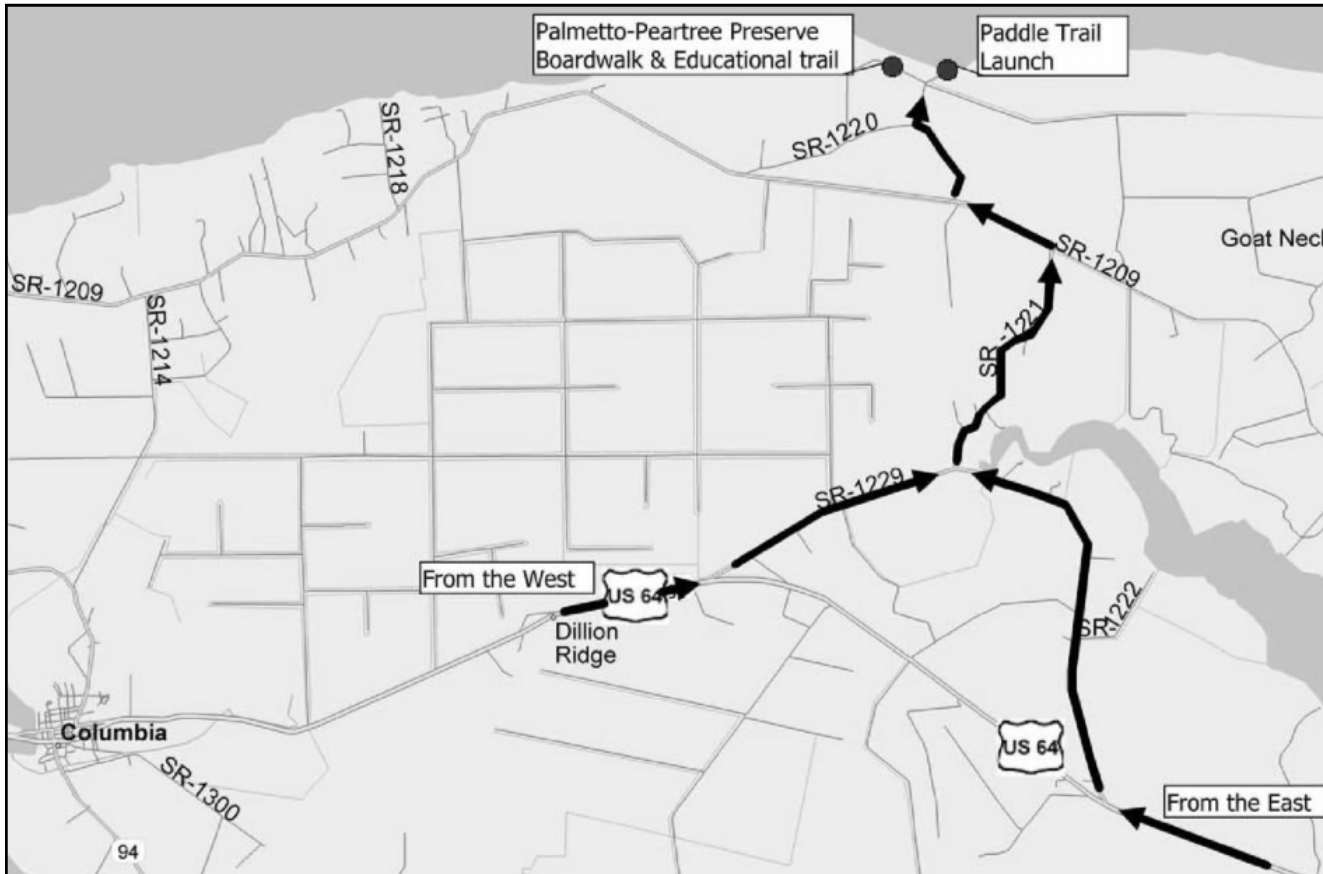 Palmetto-Peartree Preserve
Boardwalk & Educational trail
Paddle Trail
Launch
SR-1218
SR-1220
Goat Neck
SR-1209
SR-1209
SR-1214
SR-1221
SR-1229
From the West
US 64
Dillion
Ridge
SR-1222
Columbia
US 64
SR-1300
From the East
94